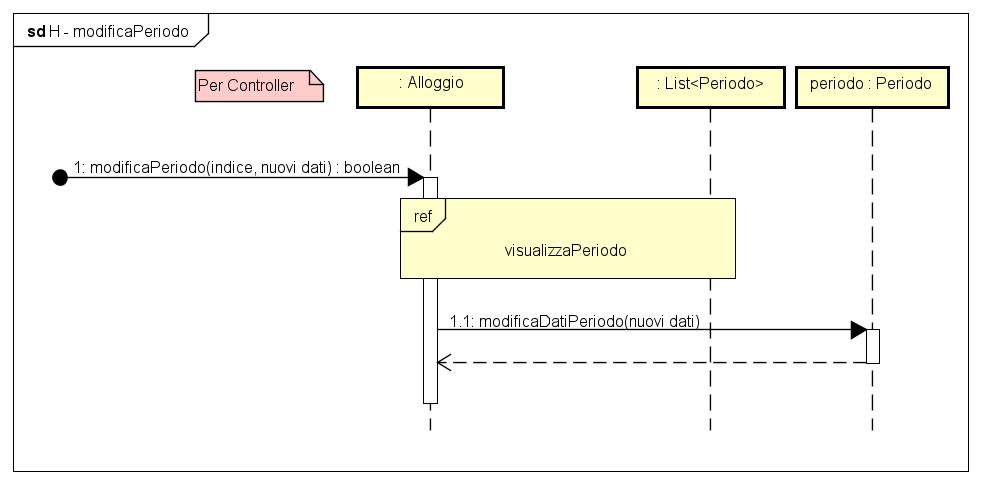 sd H - modificaPeriodo
Per Controller
: Alloggio
: List<Periodo>
periodo : Periodo
1: modificaPeriodo(indice, nuovi dati) : boolean
ref
visualizzaPeriodo
1.1: modificaDatiPeriodo(nuovi dati)